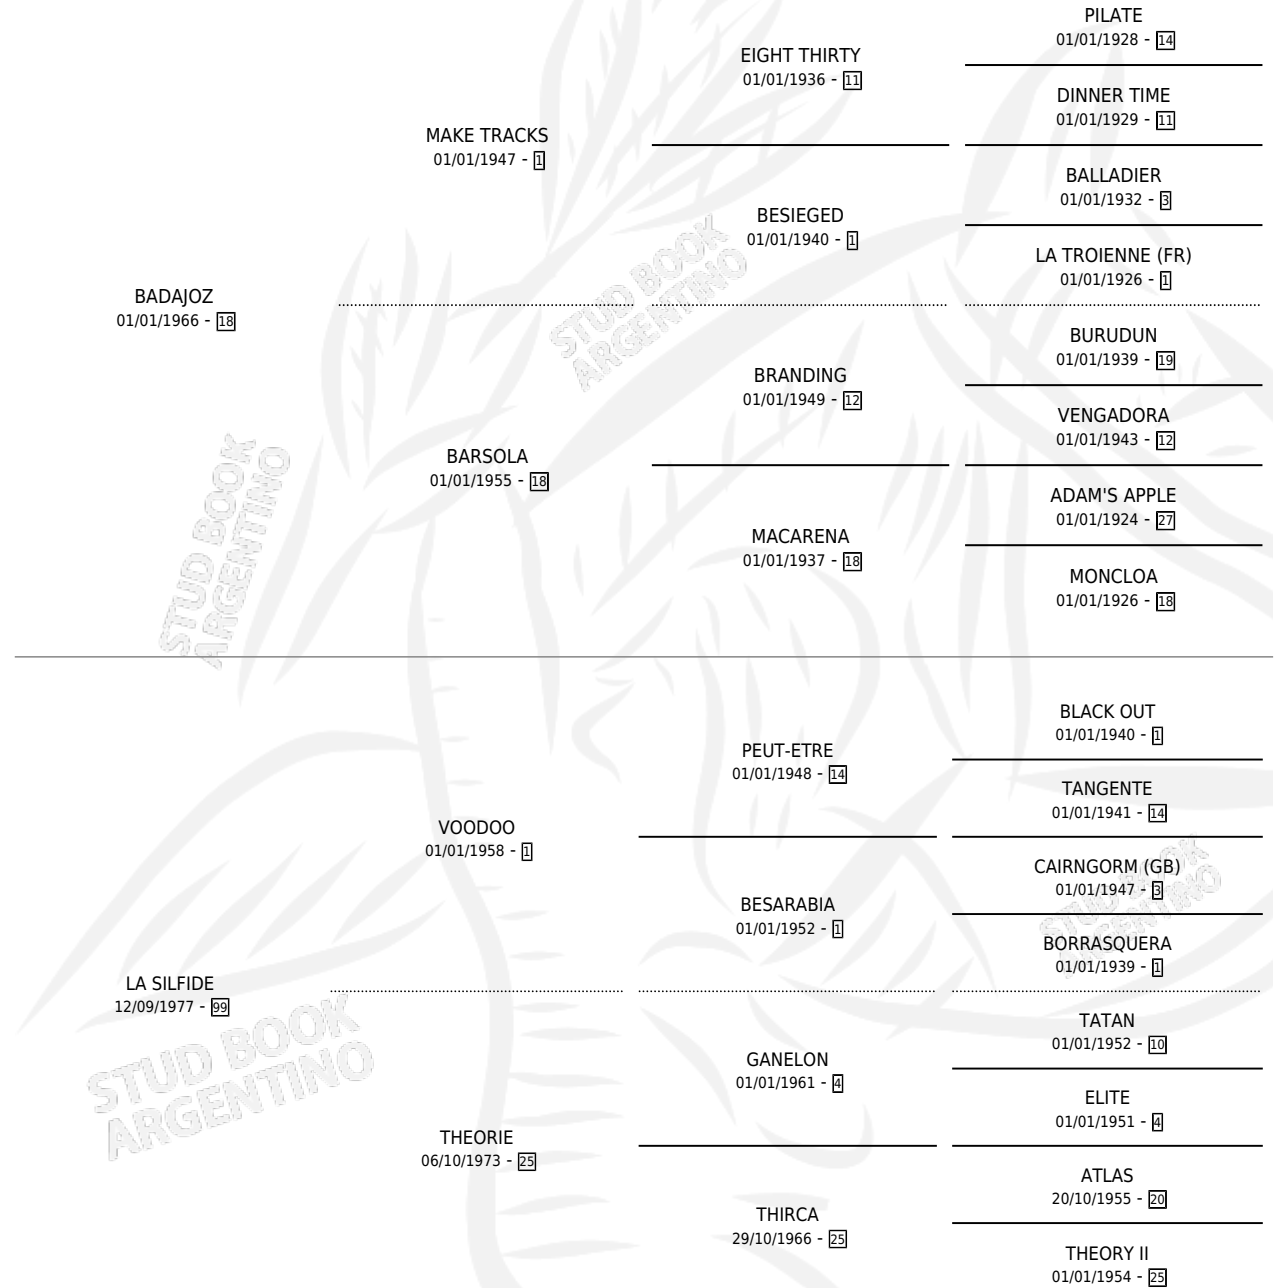 PILATE
01/01/1928 - 14
EIGHT THIRTY
01/01/1936 - 11
DINNER TIME
01/01/1929 - 11
MAKE TRACKS
01/01/1947 - 1
BALLADIER
01/01/1932 - 3
BESIEGED
01/01/1940 - 1
LA TROIENNE (FR)
01/01/1926 - 1
STUD BOOK
ARGENTINO
BADAJOZ
01/01/1966 - 18
BURUDUN
01/01/1939 - 19
BRANDING
01/01/1949 - 12
VENGADORA
01/01/1943 - 12
BARSOLA
01/01/1955 - 18
ADAM'S APPLE
01/01/1924 - 27
MACARENA
01/01/1937 - 18
MONCLOA
01/01/1926 - 18
STUD BOOK
ARGENTINO
BLACK OUT
01/01/1940 - 1
PEUT-ETRE
01/01/1948 - 14
TANGENTE
01/01/1941 - 14
VOODOO
01/01/1958 - 1
CAIRNGORM (GB)
01/01/1947 - 3
BESARABIA
01/01/1952 - 1
BORRASQUERA
01/01/1939 - 1
STUD BOOK
ARGENTINO
LA SILFIDE
12/09/1977 - 99
TATAN
01/01/1952 - 10
GANELON
01/01/1961 - 4
ELITE
01/01/1951 - 4
THEORIE
06/10/1973 - 25
ATLAS
20/10/1955 - 20
THIRCA
29/10/1966 - 25
THEORY II
01/01/1954 - 25
STUD BOOK
ARGENTINO